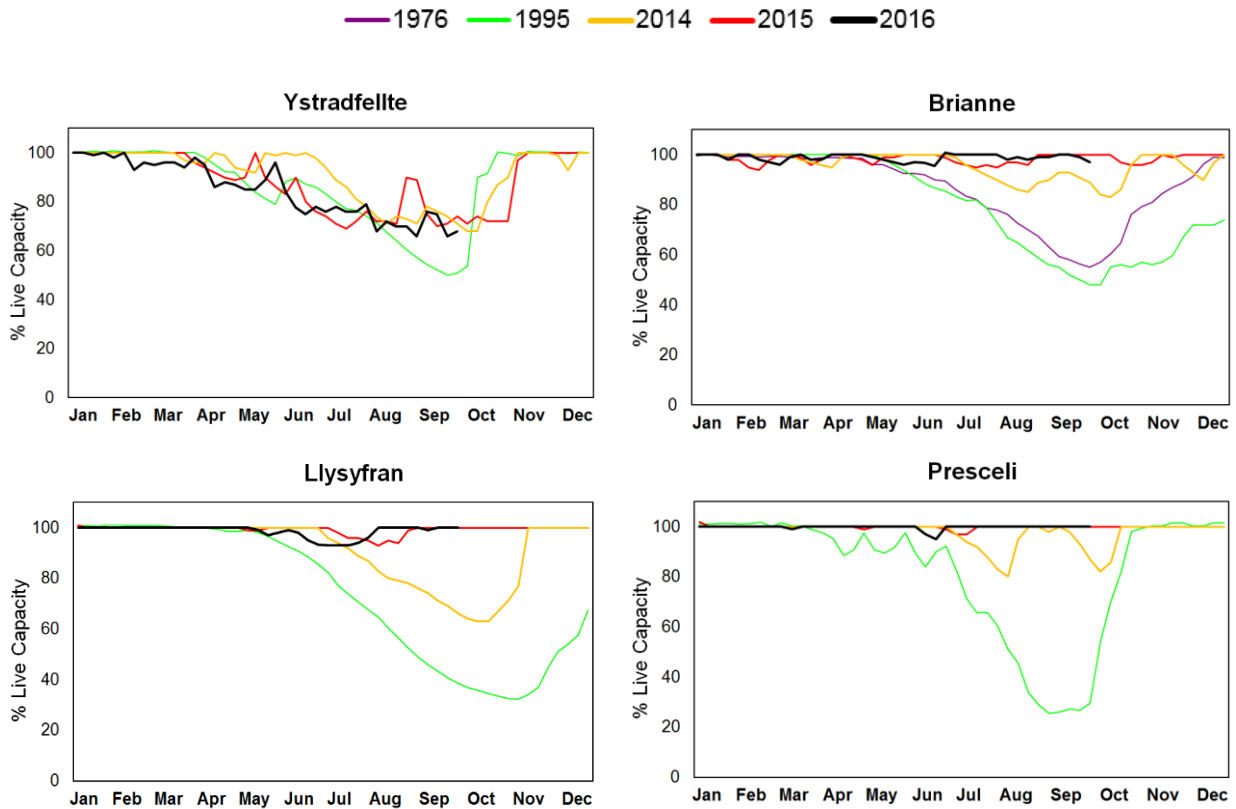 1976 1995 2014 2015 2016
Ystradfellte
% Live Capacity
100
80
60
40
20
0
Jan Feb Mar Apr May Jun Jul Aug Sep Oct Nov Dec
Brianne
% Live Capacity
100
80
60
40
20
0
Jan Feb Mar Apr May Jun Jul Aug Sep Oct Nov Dec
Llysyfran
% Live Capacity
100
80
60
40
20
0
Jan Feb Mar Apr May Jun Jul Aug Sep Oct Nov Dec
Presceli
% Live Capacity
100
80
60
40
20
0
Jan Feb Mar Apr May Jun Jul Aug Sep Oct Nov Dec